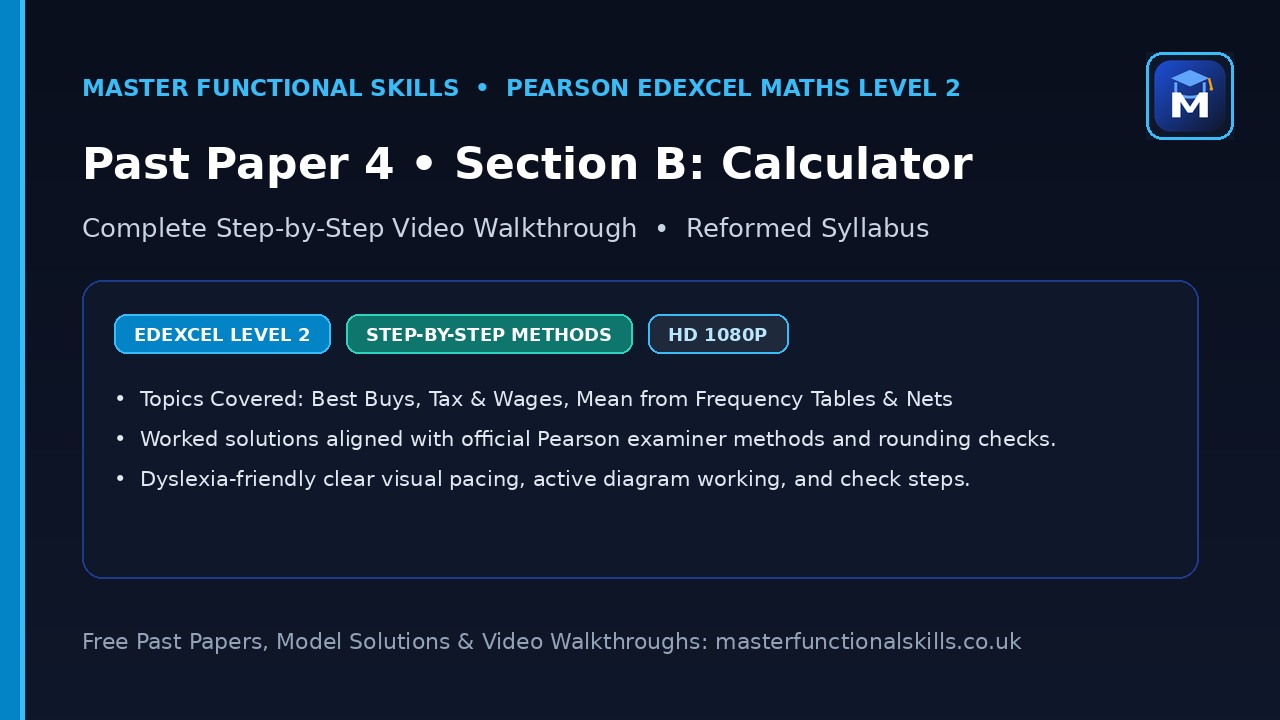 MASTER FUNCTIONAL SKILLS • PEARSON EDEXCEL MATHS LEVEL 2
M
Past Paper 4 • Section B: Calculator
Complete Step-by-Step Video Walkthrough • Reformed Syllabus
EDEXCEL LEVEL 2 STEP-BY-STEP METHODS HD 1080P
• Topics Covered: Best Buys, Tax & Wages, Mean from Frequency Tables & Nets
• Worked solutions aligned with official Pearson examiner methods and rounding checks.
• Dyslexia-friendly clear visual pacing, active diagram working, and check steps.
Free Past Papers, Model Solutions & Video Walkthroughs: masterfunctionalskills.co.uk